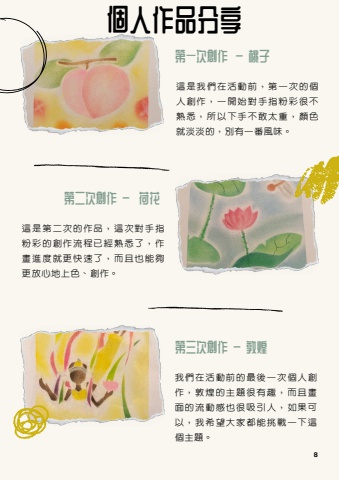 個人作品分享
第一次創作 – 桃子
這是我們在活動前，第一次的個
人創作，一開始對手指粉彩很不
熟悉，所以下手不敢太重，顏色
就淡淡的，別有一番風味。
第二次創作 – 荷花
這是第二次的作品，這次對手指
粉彩的創作流程已經熟悉了，作
畫進度就更快速了，而且也能夠
更放心地上色、創作。
第三次創作 – 敦煌
我們在活動前的最後一次個人創
作，敦煌的主題很有趣，而且畫
面的流動感也很吸引人，如果可
以，我希望大家都能挑戰一下這
個主題。
8